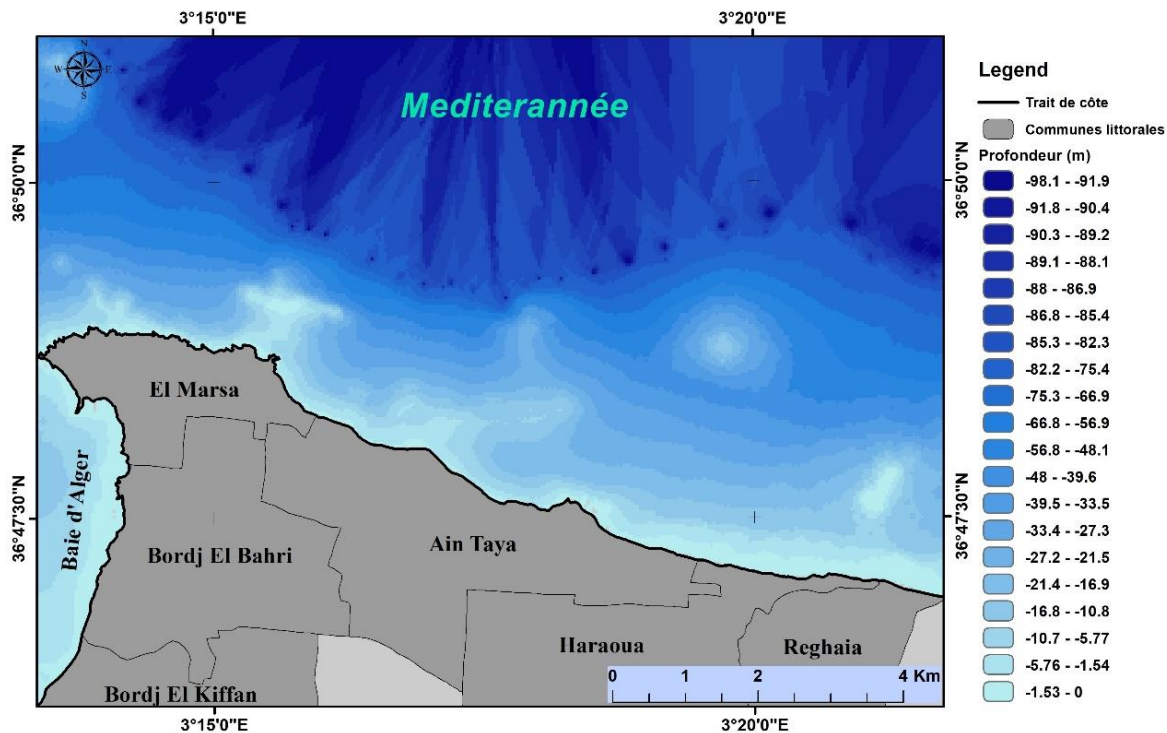 3°15'0"E
3°20'0"E
N
W
E
S
Mediterannée
36°50'0"N
36°50'0"N
El Marsa
Baie d'Alger
36°47'30"N
36°47'30"N
Bordj El Bahri
Ain Taya
Haraoua
Reghaia
Bordj El Kiffan
0 1 2 4 Km
3°15'0"E
3°20'0"E
Legend
Trait de côte
Communes littorales
Profondeur (m)
-98.1 - -91.9
-91.8 - -90.4
-90.3 - -89.2
-89.1 - -88.1
-88 - -86.9
-86.8 - -85.4
-85.3 - -82.3
-82.2 - -75.4
-75.3 - -66.9
-66.8 - -56.9
-56.8 - -48.1
-48 - -39.6
-39.5 - -33.5
-33.4 - -27.3
-27.2 - -21.5
-21.4 - -16.9
-16.8 - -10.8
-10.7 - -5.77
-5.76 - -1.54
-1.53 - 0